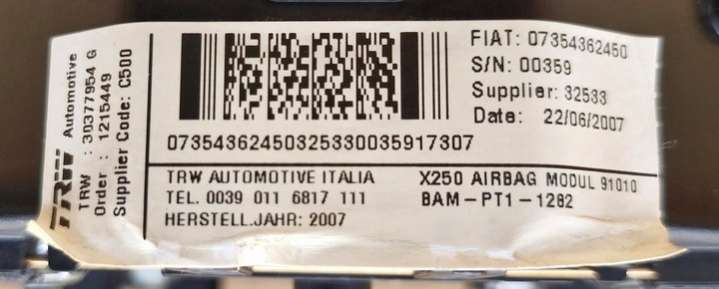 TRW Automotive
TRW : 30377954 G
Order : 1215449
Supplier Code: C500
FIAT: 07354362450
S/N: 00359
Supplier: 32533
Date: 22/06/2007
07354362450325330035917307
TRW AUTOMOTIVE ITALIA
TEL. 0039 011 6817 111
HERSTELL.JAHR: 2007
X250 AIRBAG MODUL 91010
BAM-PT1-1282